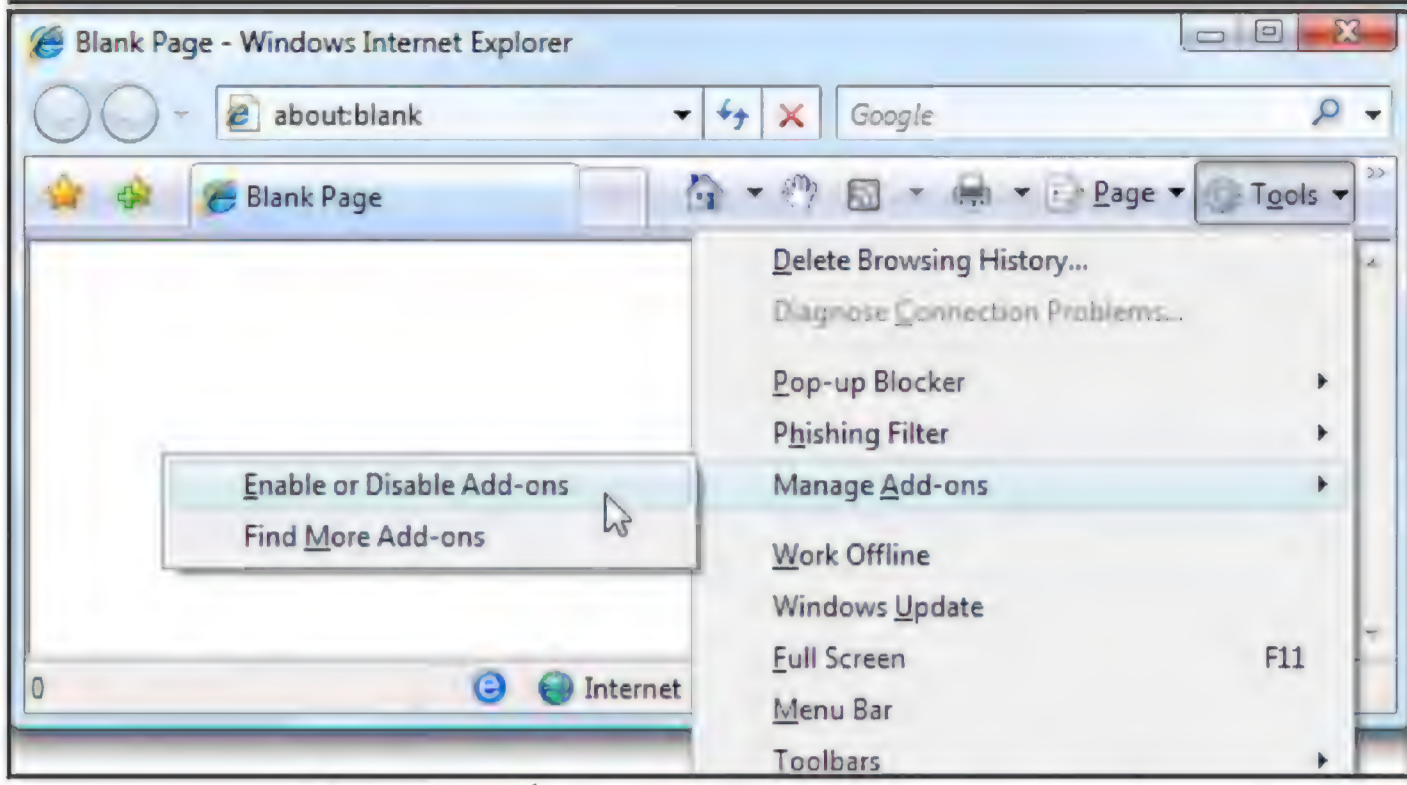 Blank Page - Windows Internet Explorer
about:blank
Google
Blank Page
Page
Tools
Delete Browsing History...
Diagnose Connection Problems...
Pop-up Blocker
Phishing Filter
Enable or Disable Add-ons
Manage Add-ons
Find More Add-ons
Work Offline
Windows Update
Full Screen F11
0
Internet
Menu Bar
Toolbars